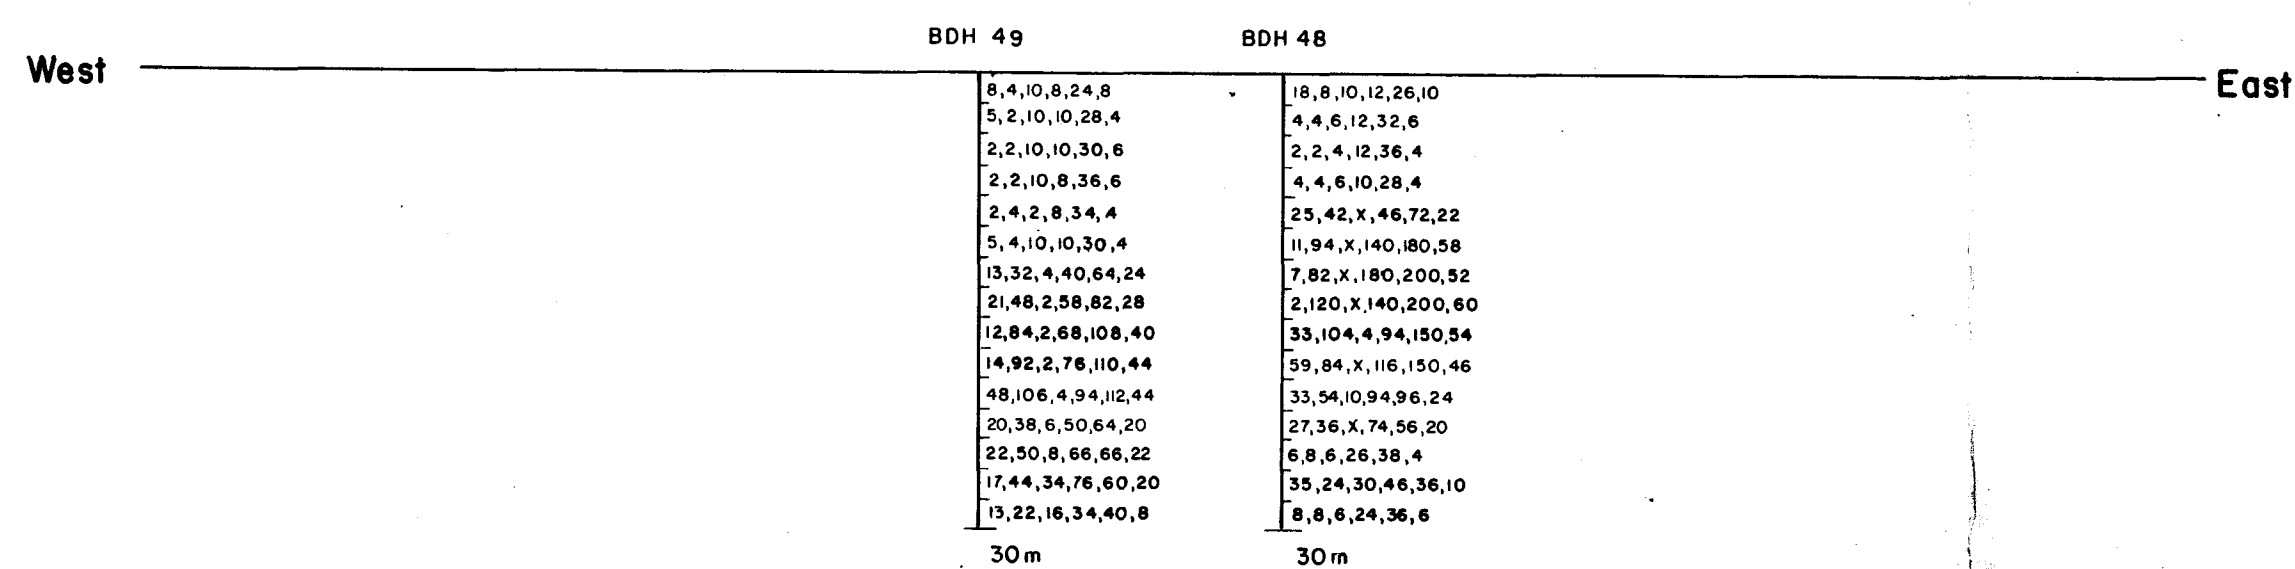 BDH 49
BDH 48
West
East
8,4,10,8,24,8
5,2,10,10,28,4
2,2,10,10,30,6
2,2,10,8,36,6
2,4,2,8,34,4
5,4,10,10,30,4
13,32,4,40,64,24
21,48,2,58,82,28
12,84,2,68,108,40
14,92,2,76,110,44
48,106,4,94,112,44
20,38,6,50,64,20
22,50,8,66,66,22
17,44,34,76,60,20
13,22,16,34,40,8
30m
18,8,10,12,26,10
4,4,6,12,32,6
2,2,4,12,36,4
4,4,6,10,28,4
25,42,X,46,72,22
11,94,X,140,180,58
7,82,X,180,200,52
2,120,X,140,200,60
33,104,4,94,150,54
59,84,X,116,150,46
33,54,10,94,96,24
27,36,X,74,56,20
6,8,6,26,38,4
35,24,30,46,36,10
8,8,6,24,36,6
30m